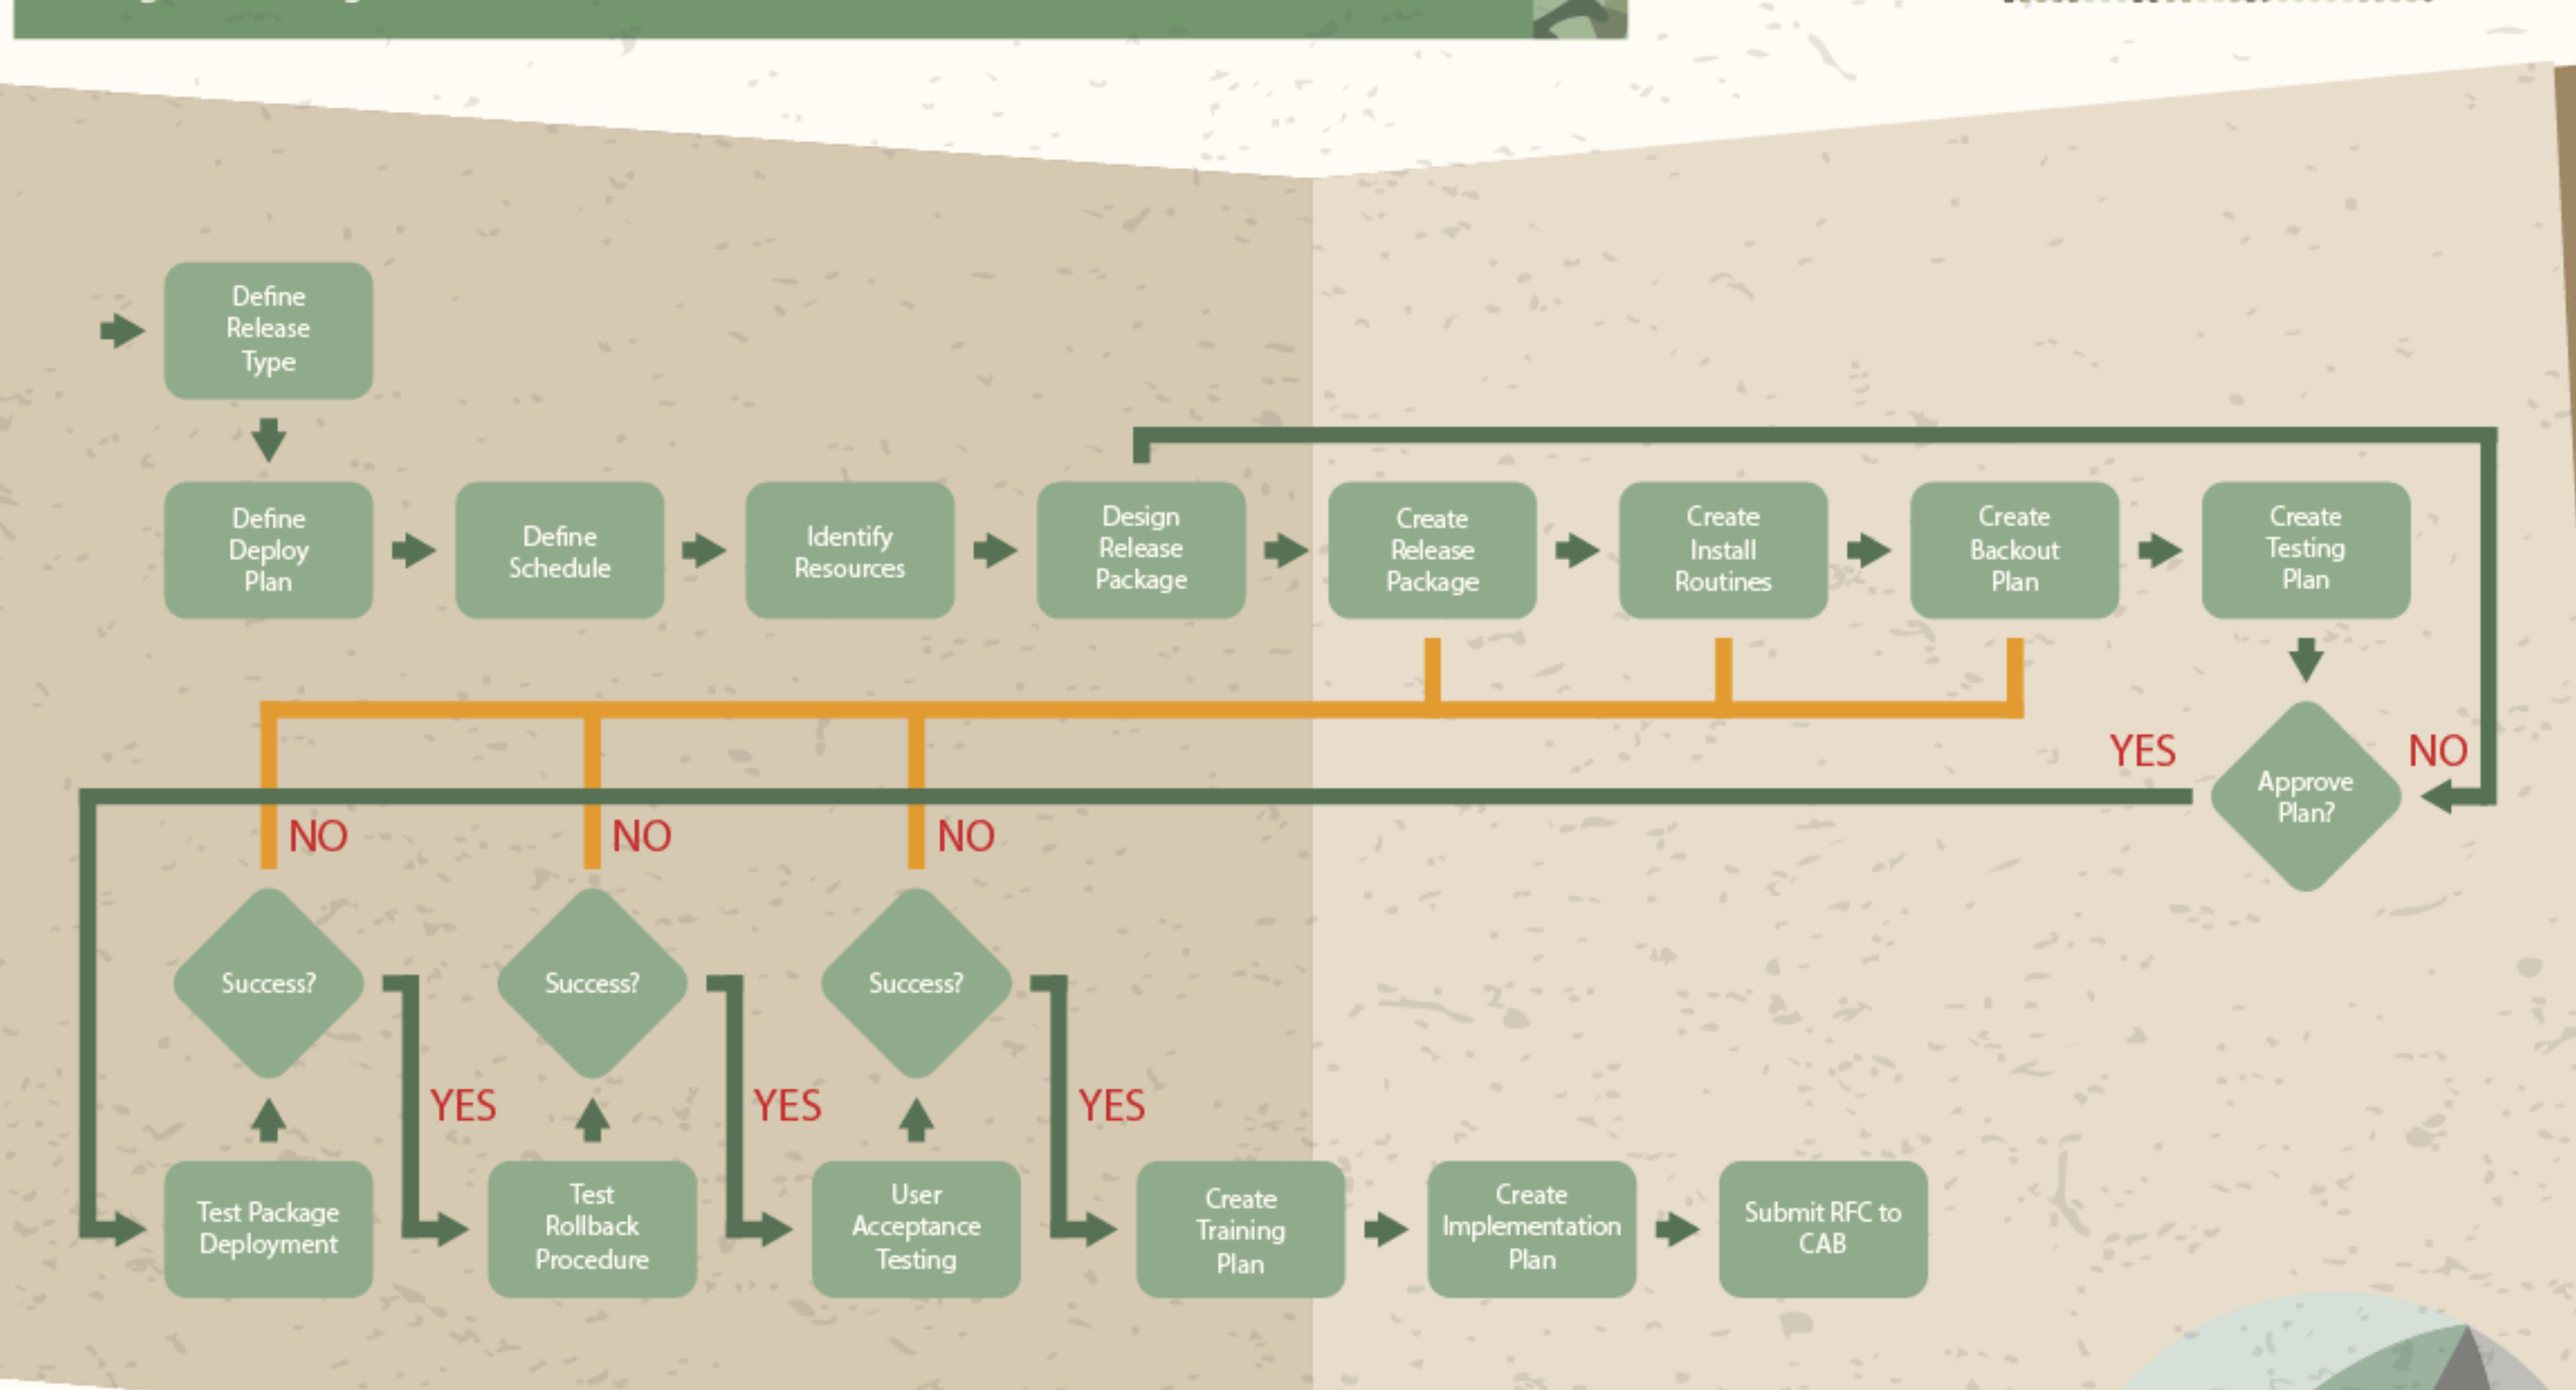 Define
Release
Type
Define
Deploy
Plan
Define
Schedule
Identify
Resources
Design
Release
Package
Create
Release
Package
Create
Install
Routines
Create
Backout
Plan
Create
Testing
Plan
YES
NO
Approve
Plan?
NO
NO
NO
Success?
Success?
Success?
YES
YES
YES
Test Package
Deployment
Test
Rollback
Procedure
User
Acceptance
Testing
Create
Training
Plan
Create
Implementation
Plan
Submit RFC to
CAB